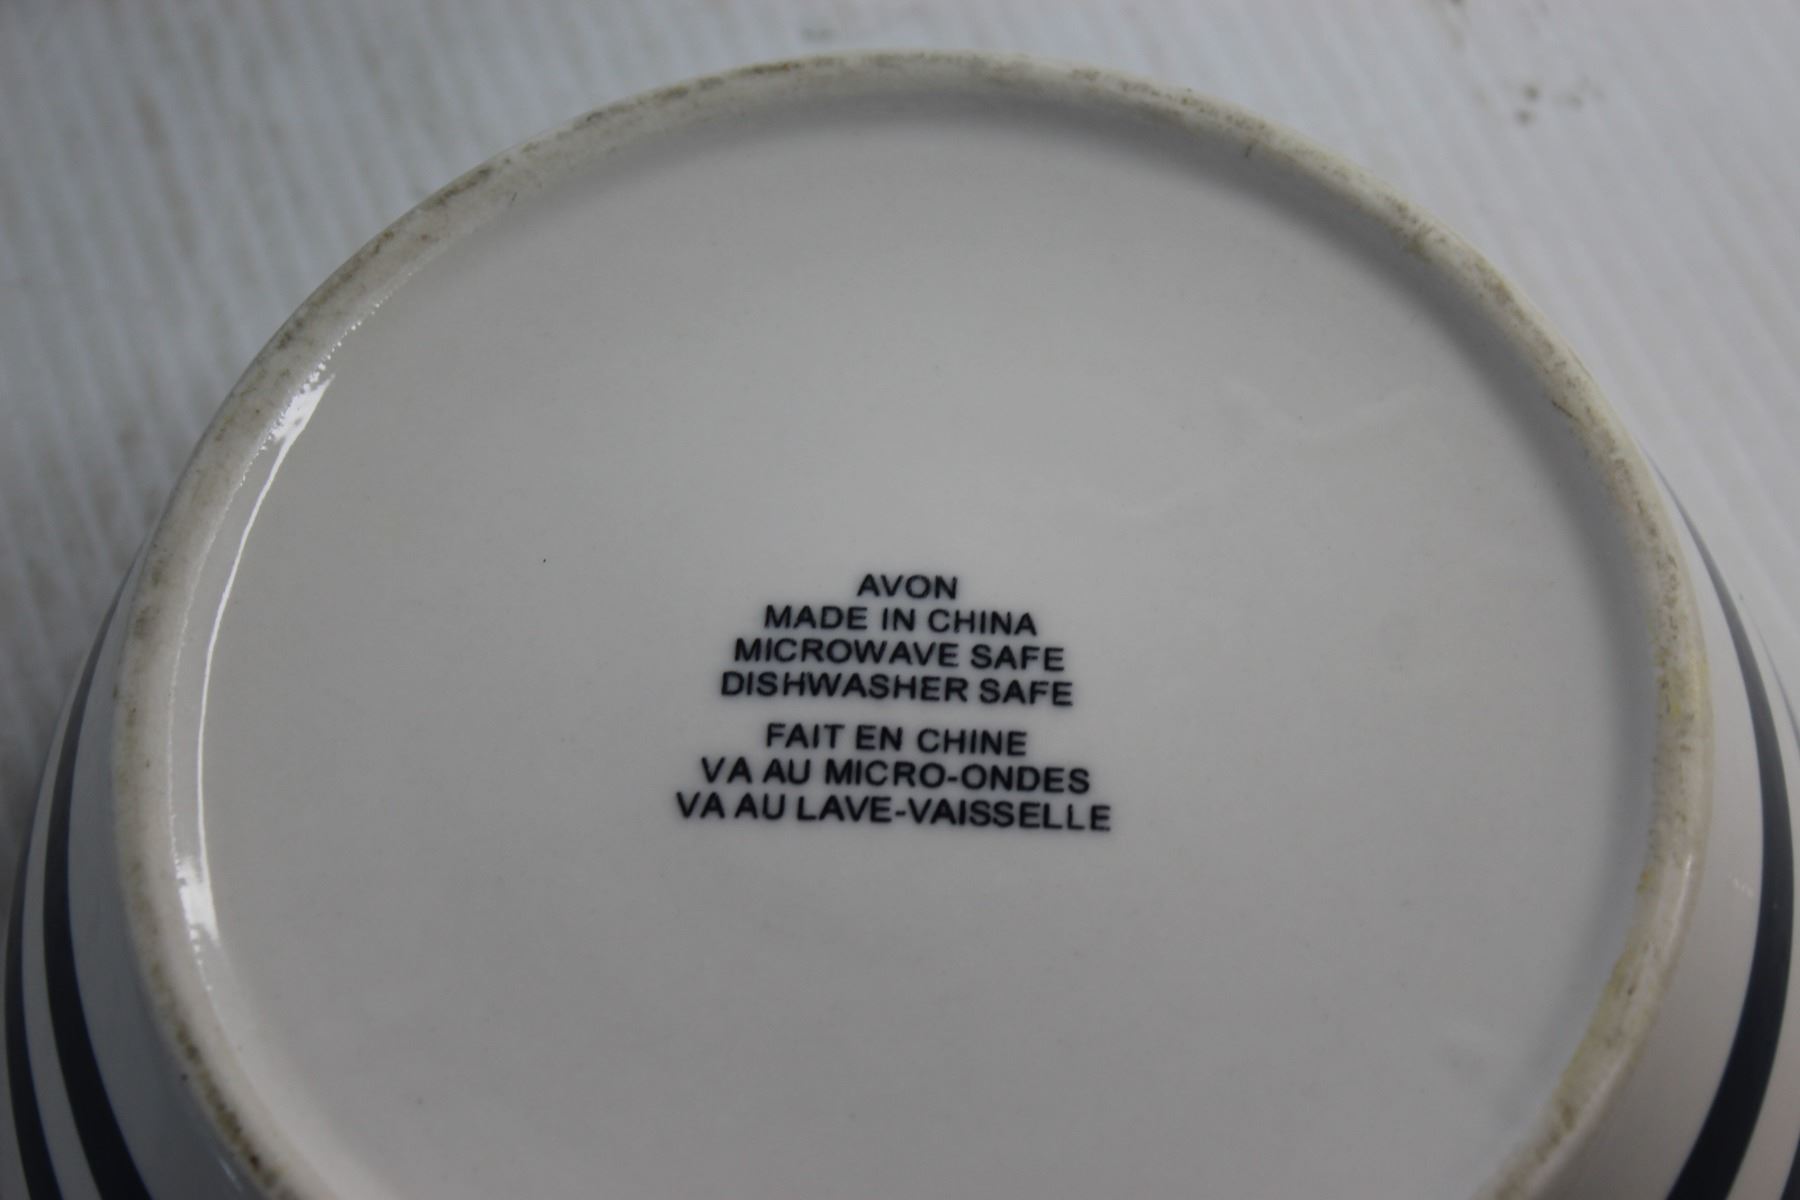 AVON
MADE IN CHINA
MICROWAVE SAFE
DISHWASHER SAFE
FAIT EN CHINE
VA AU MICRO-ONDES
VA AU LAVE-VAISSELLE